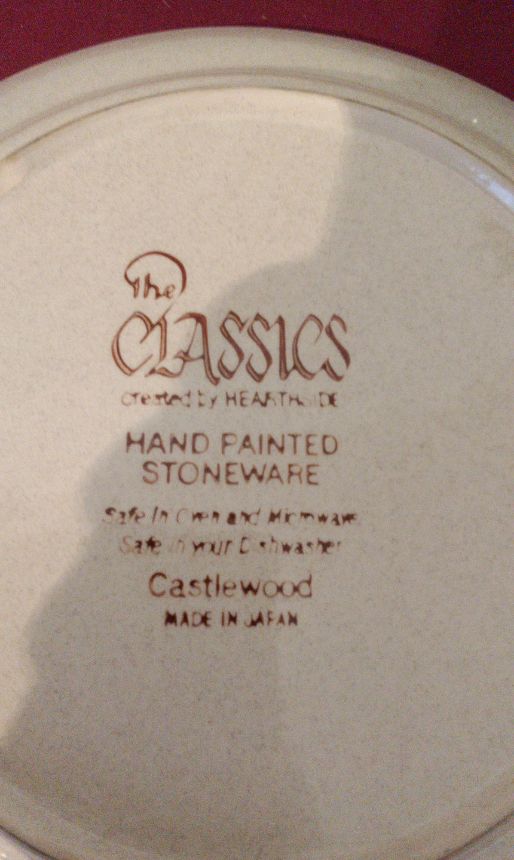 The
CLASSICS
created by HEARTHSIDE
HAND PAINTED
STONEWARE
Safe In Oven and Microwave
Safe in your Dishwasher
Castlewood
MADE IN JAPAN